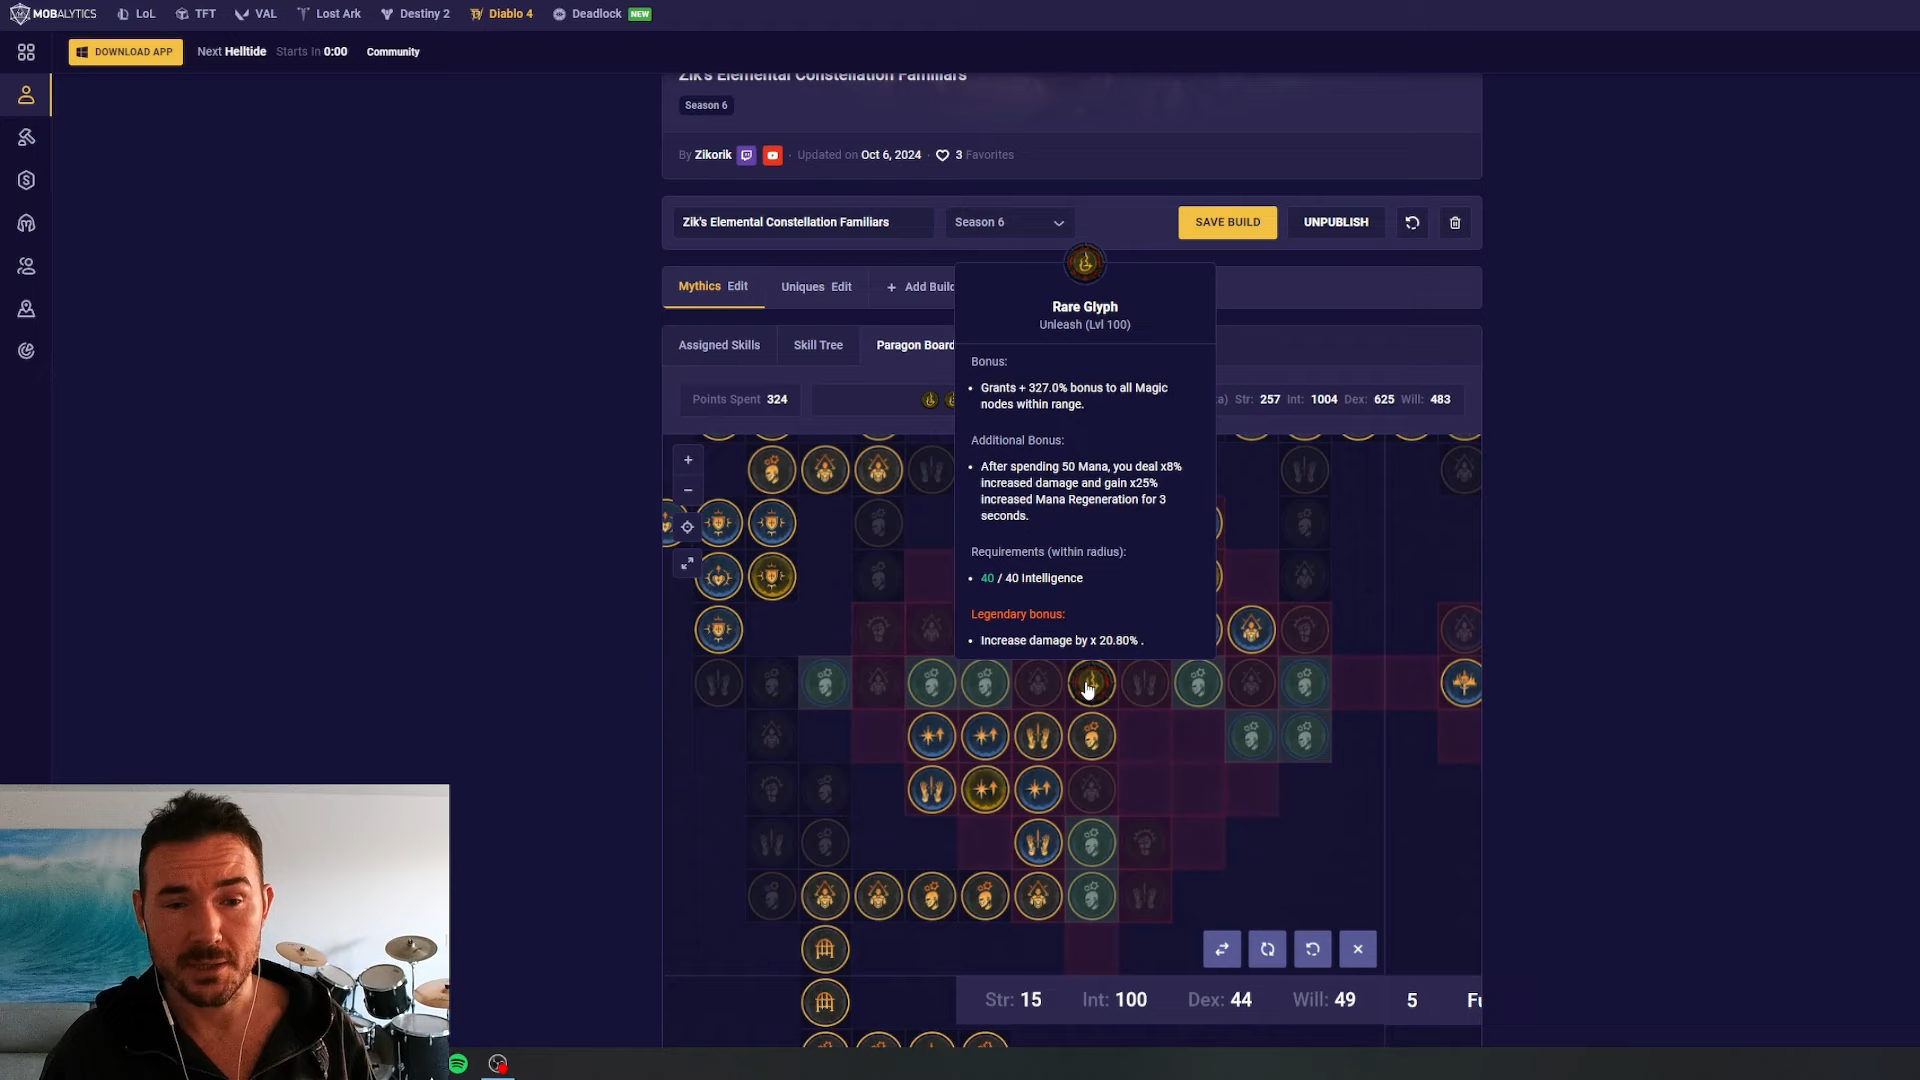 MOBALYTICS LoL TFT VAL Lost Ark Destiny 2 Diablo 4 Deadlock NEW
DOWNLOAD APP Next Helltide Starts In 0:00 Community
Zik's Elemental Constellation Familiars
Season 6
By Zikorik · Updated on Oct 6, 2024 · 3 Favorites
Zik's Elemental Constellation Familiars Season 6 SAVE BUILD UNPUBLISH
Mythics Edit Uniques Edit + Add Build
Rare Glyph
Unleash (Lvl 100)
Assigned Skills Skill Tree Paragon Board
Bonus:
• Grants + 327.0% bonus to all Magic
nodes within range.
Points Spent 324 a) Str: 257 Int: 1004 Dex: 625 Will: 483
Additional Bonus:
• After spending 50 Mana, you deal x8%
increased damage and gain x25%
increased Mana Regeneration for 3
seconds.
Requirements (within radius):
• 40 / 40 Intelligence
Legendary bonus:
• Increase damage by x 20.80% .
Str: 15 Int: 100 Dex: 44 Will: 49 5 Fu